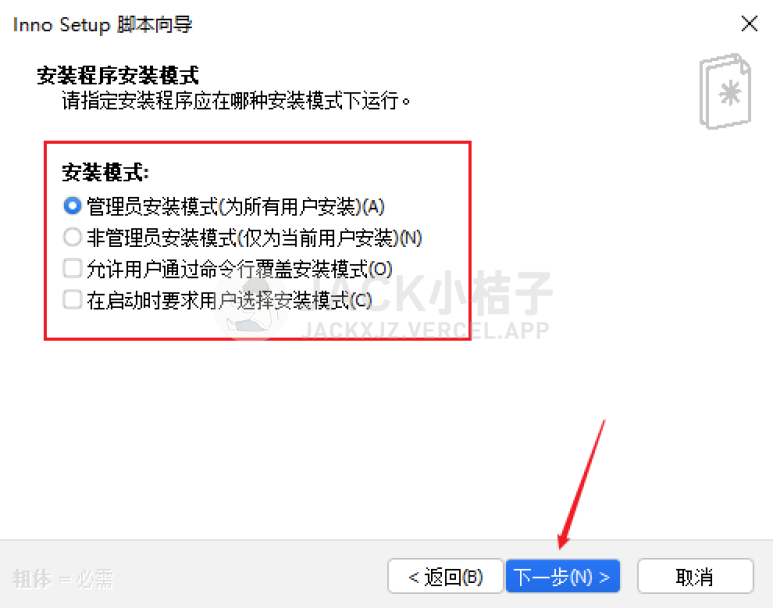 Inno Setup 脚本向导
安装程序安装模式
请指定安装程序应在哪种安装模式下运行。
安装模式:
管理员安装模式(为所有用户安装)(A)
非管理员安装模式(仅为当前用户安装)(N)
允许用户通过命令行覆盖安装模式(O)
在启动时要求用户选择安装模式(C)
JACK小桔子
JACKXJZ.VERCEL.APP
粗体 = 必需
< 返回(B)
下一步(N) >
取消